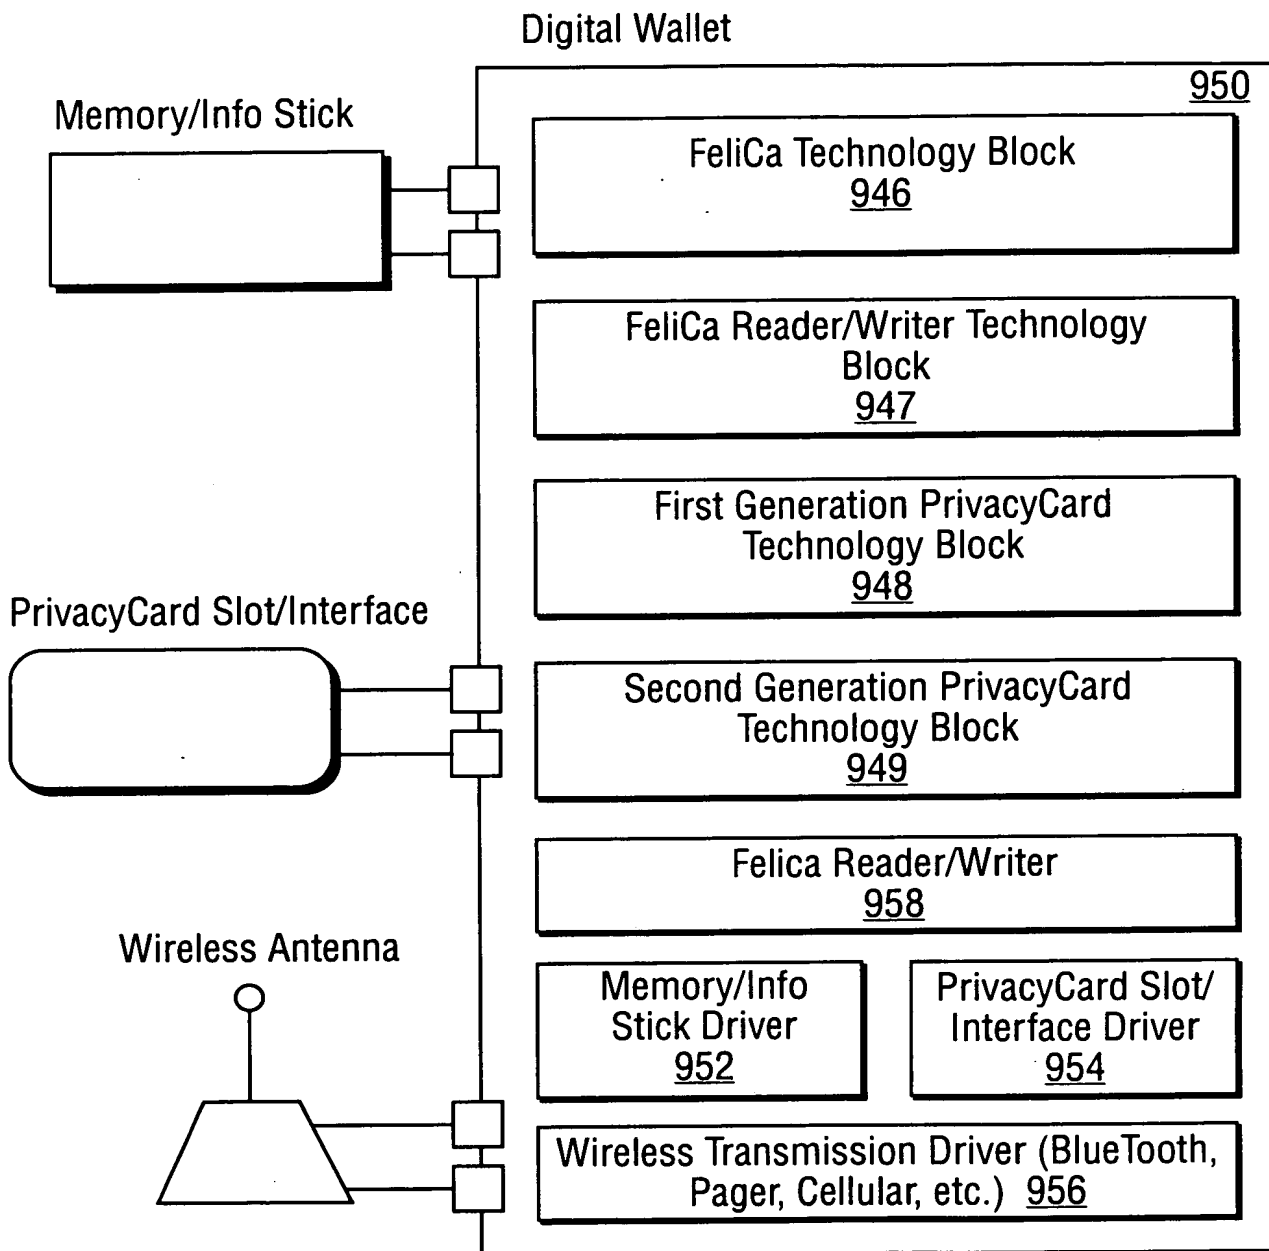 Digital Wallet
950
Memory/Info Stick
FeliCa Technology Block
946
FeliCa Reader/Writer Technology
Block
947
First Generation PrivacyCard
Technology Block
948
PrivacyCard Slot/Interface
Second Generation PrivacyCard
Technology Block
949
Felica Reader/Writer
958
Wireless Antenna
Memory/Info
Stick Driver
952
PrivacyCard Slot/
Interface Driver
954
Wireless Transmission Driver (BlueTooth,
Pager, Cellular, etc.) 956